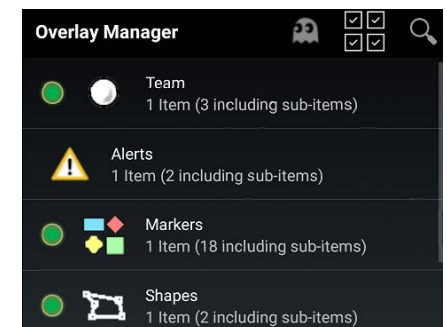 Overlay Manager
Team
1 Item (3 including sub-items)
Alerts
1 Item (2 including sub-items)
Markers
1 Item (18 including sub-items)
Shapes
1 Item (2 including sub-items)